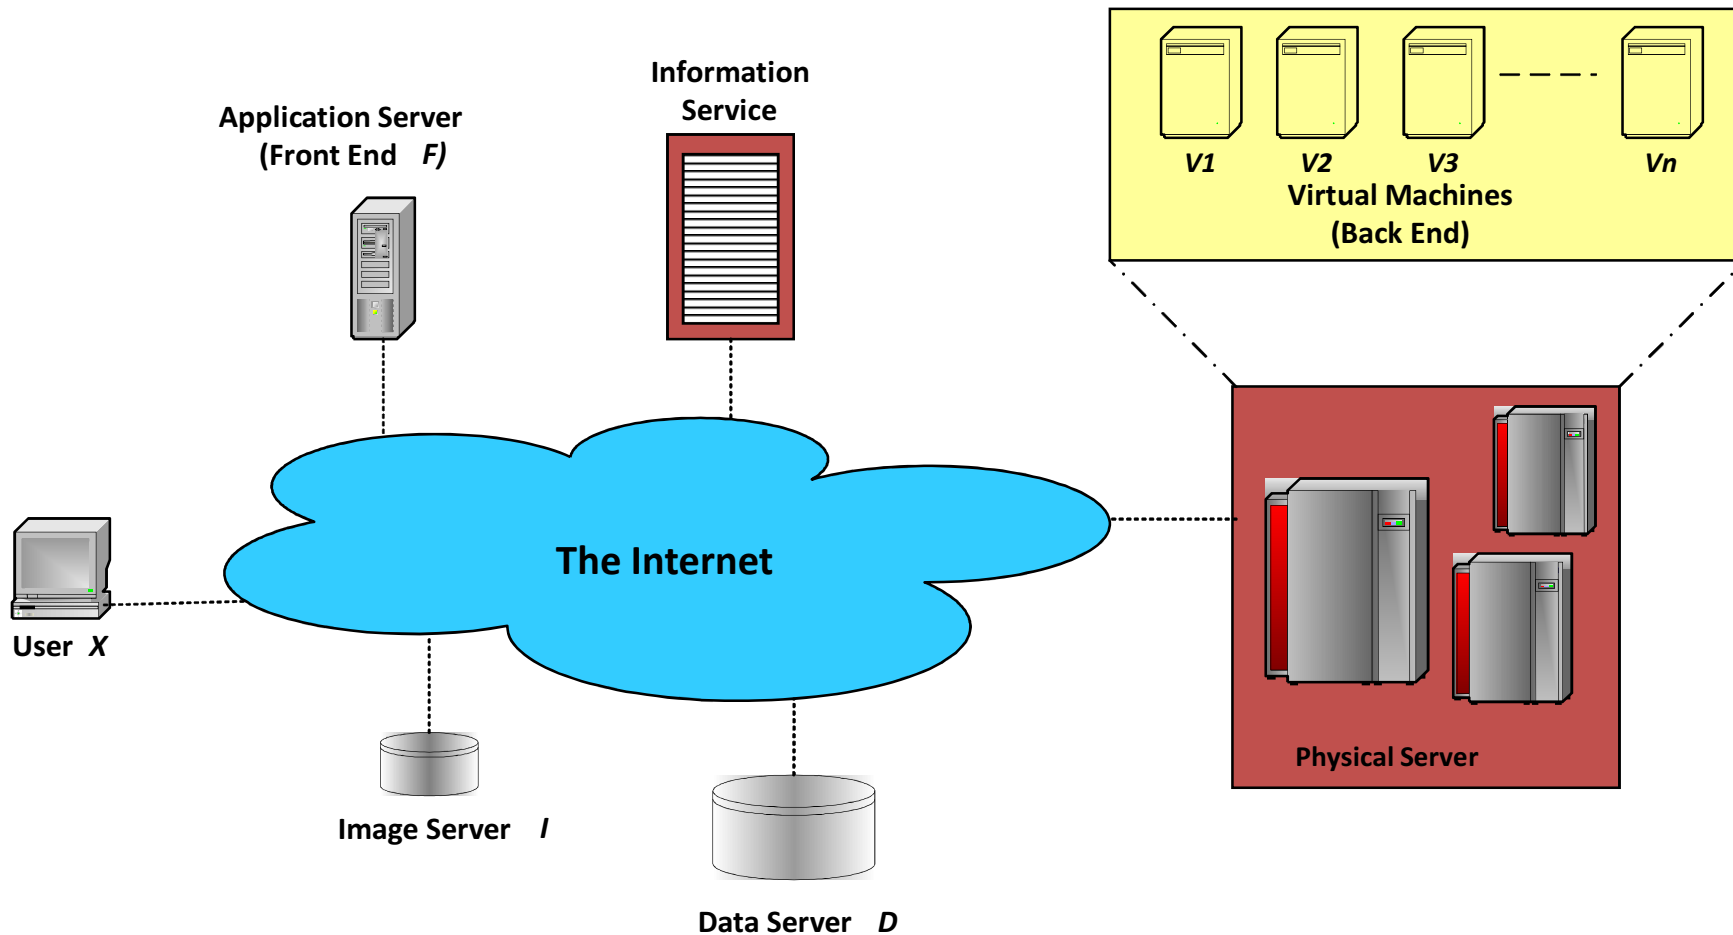 Application Server
(Front End F)
Information
Service
V1 V2 V3 Vn
Virtual Machines
(Back End)
The Internet
User X
Physical Server
Image Server I
Data Server D